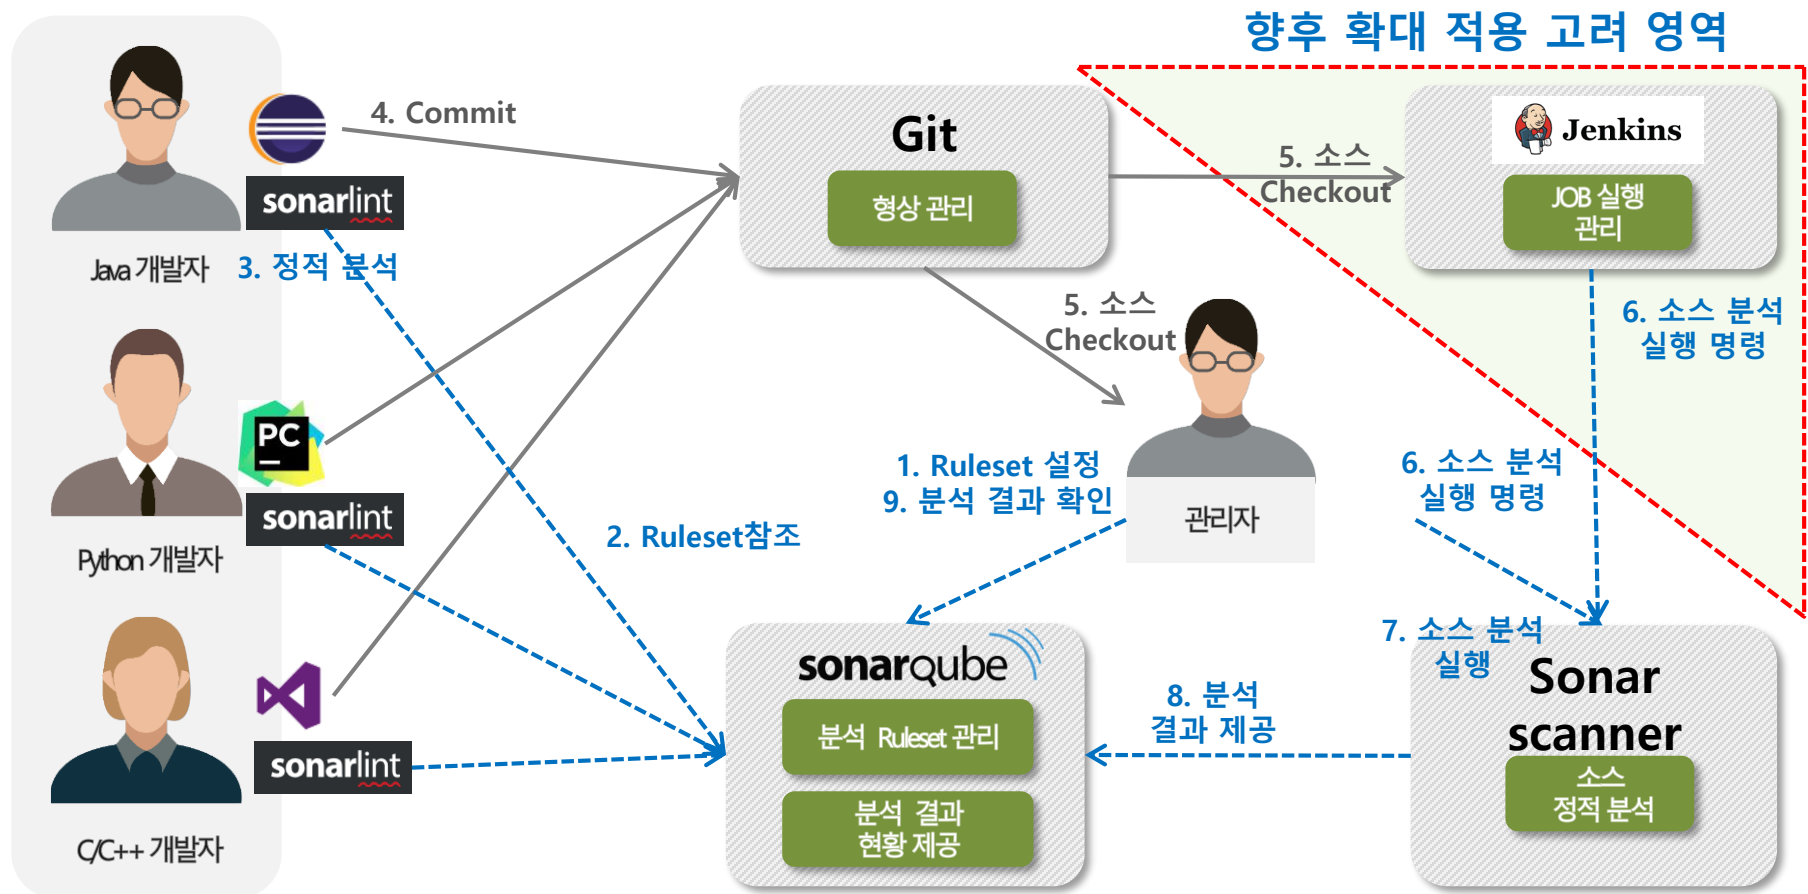 향후 확대 적용 고려 영역
4. Commit
Git
형상 관리
Jenkins
JOB 실행
관리
5. 소스
Checkout
sonarlint
Java 개발자
3. 정적 분석
5. 소스
Checkout
6. 소스 분석
실행 명령
PC
sonarlint
Python 개발자
2. Ruleset참조
1. Ruleset 설정
9. 분석 결과 확인
관리자
6. 소스 분석
실행 명령
7. 소스 분석
실행
sonarlint
C/C++ 개발자
sonarqube
분석 Ruleset 관리
분석 결과
현황 제공
8. 분석
결과 제공
Sonar
scanner
소스
정적 분석